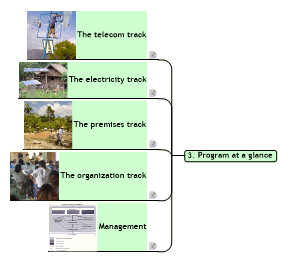 The telecom track
The electricity track
The premises track
The organization track
Management
3. Program at a glance